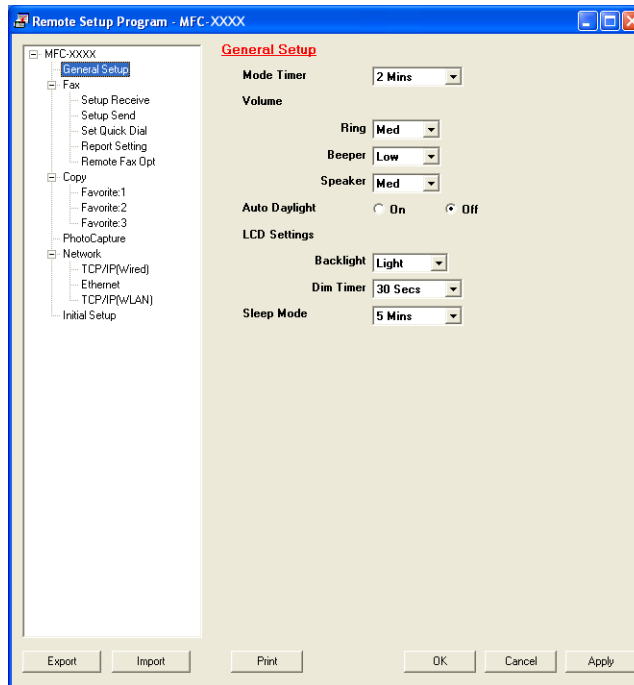 Remote Setup Program - MFC-XXXX
MFC-XXXX
General Setup
Fax
Setup Receive
Setup Send
Set Quick Dial
Report Setting
Remote Fax Opt
Copy
Favorite:1
Favorite:2
Favorite:3
PhotoCapture
Network
TCP/IP(Wired)
Ethernet
TCP/IP(WLAN)
Initial Setup
General Setup
Mode Timer 2 Mins
Volume
Ring Med
Beeper Low
Speaker Med
Auto Daylight On Off
LCD Settings
Backlight Light
Dim Timer 30 Secs
Sleep Mode 5 Mins
Export Import Print OK Cancel Apply